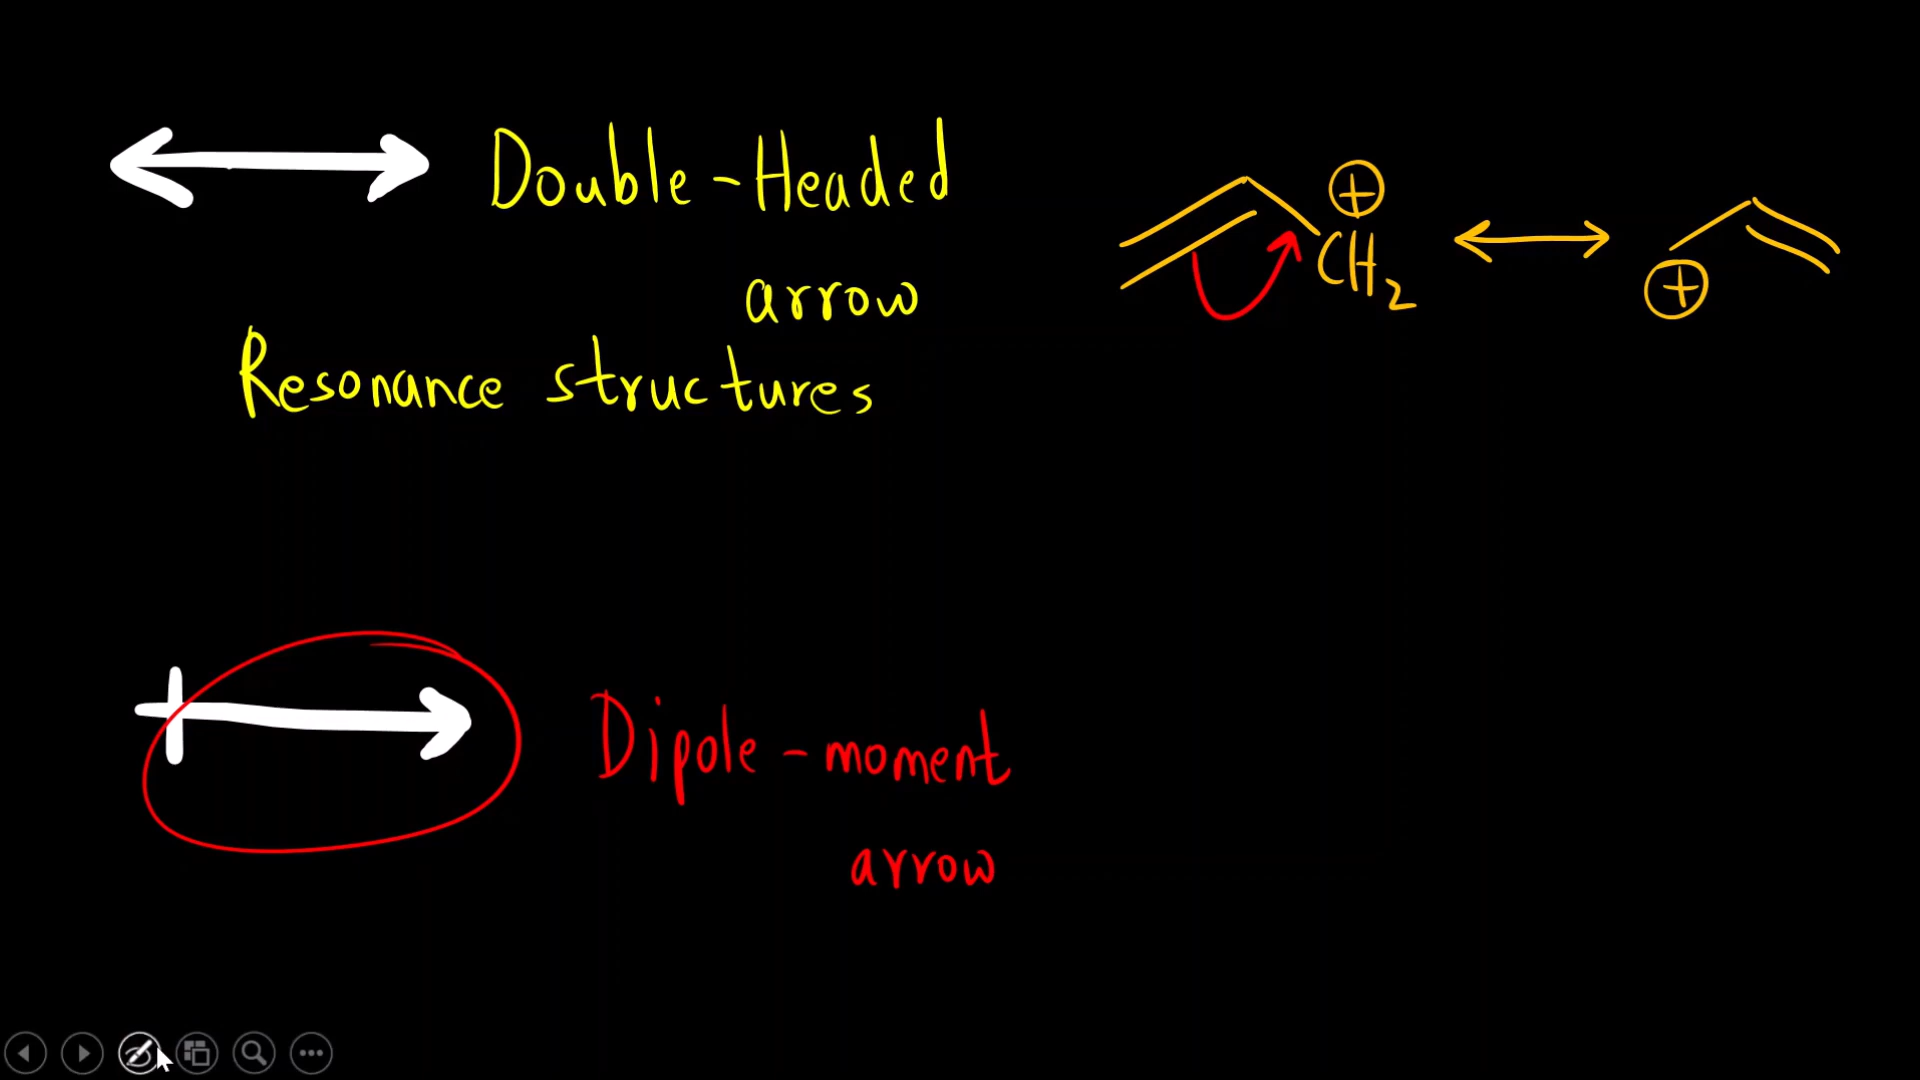 Double-Headed
arrow
Resonance structures
⊕
CH2
⊕
Dipole-moment
arrow